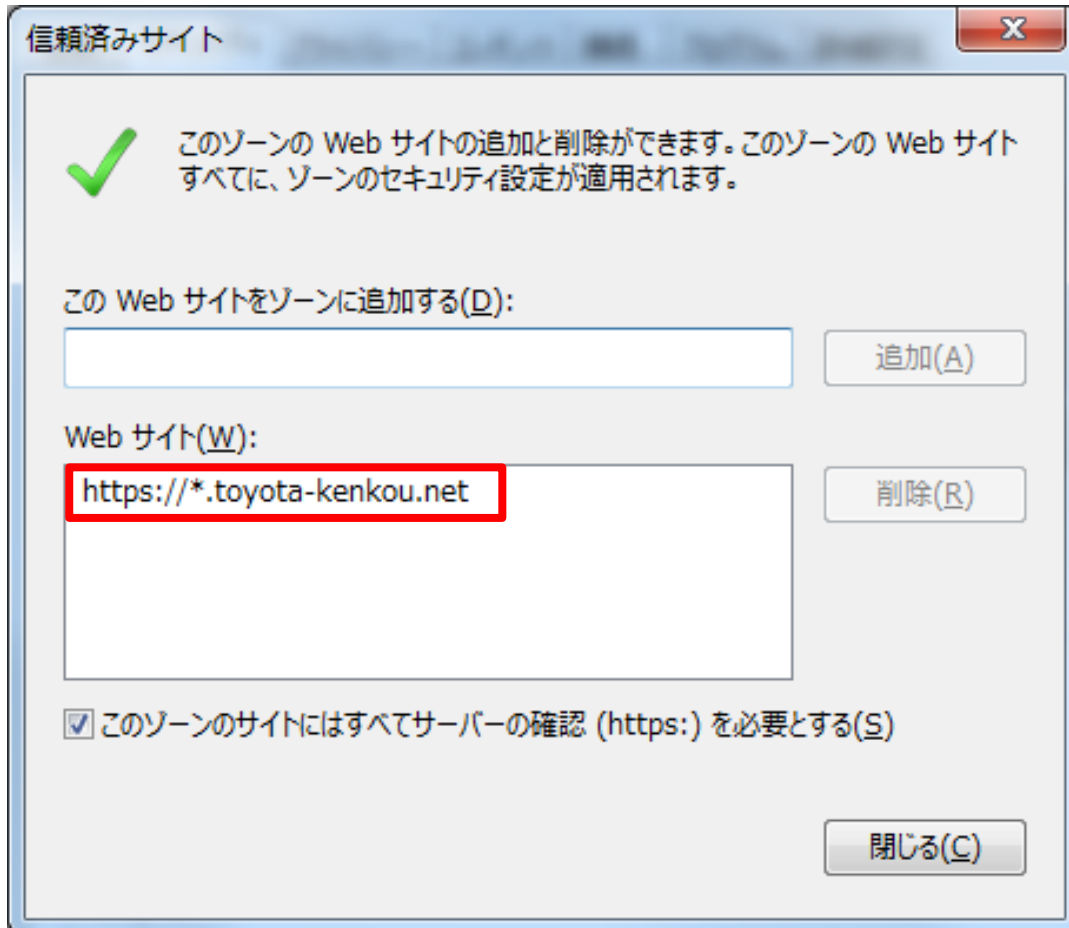 信頼済みサイト
このゾーンの Web サイトの追加と削除ができます。このゾーンの Web サイト
すべてに、ゾーンのセキュリティ設定が適用されます。
この Web サイトをゾーンに追加する(D):
追加(A)
Web サイト(W):
https://*.toyota-kenkou.net
削除(R)
このゾーンのサイトにはすべてサーバーの確認 (https:) を必要とする(S)
閉じる(C)